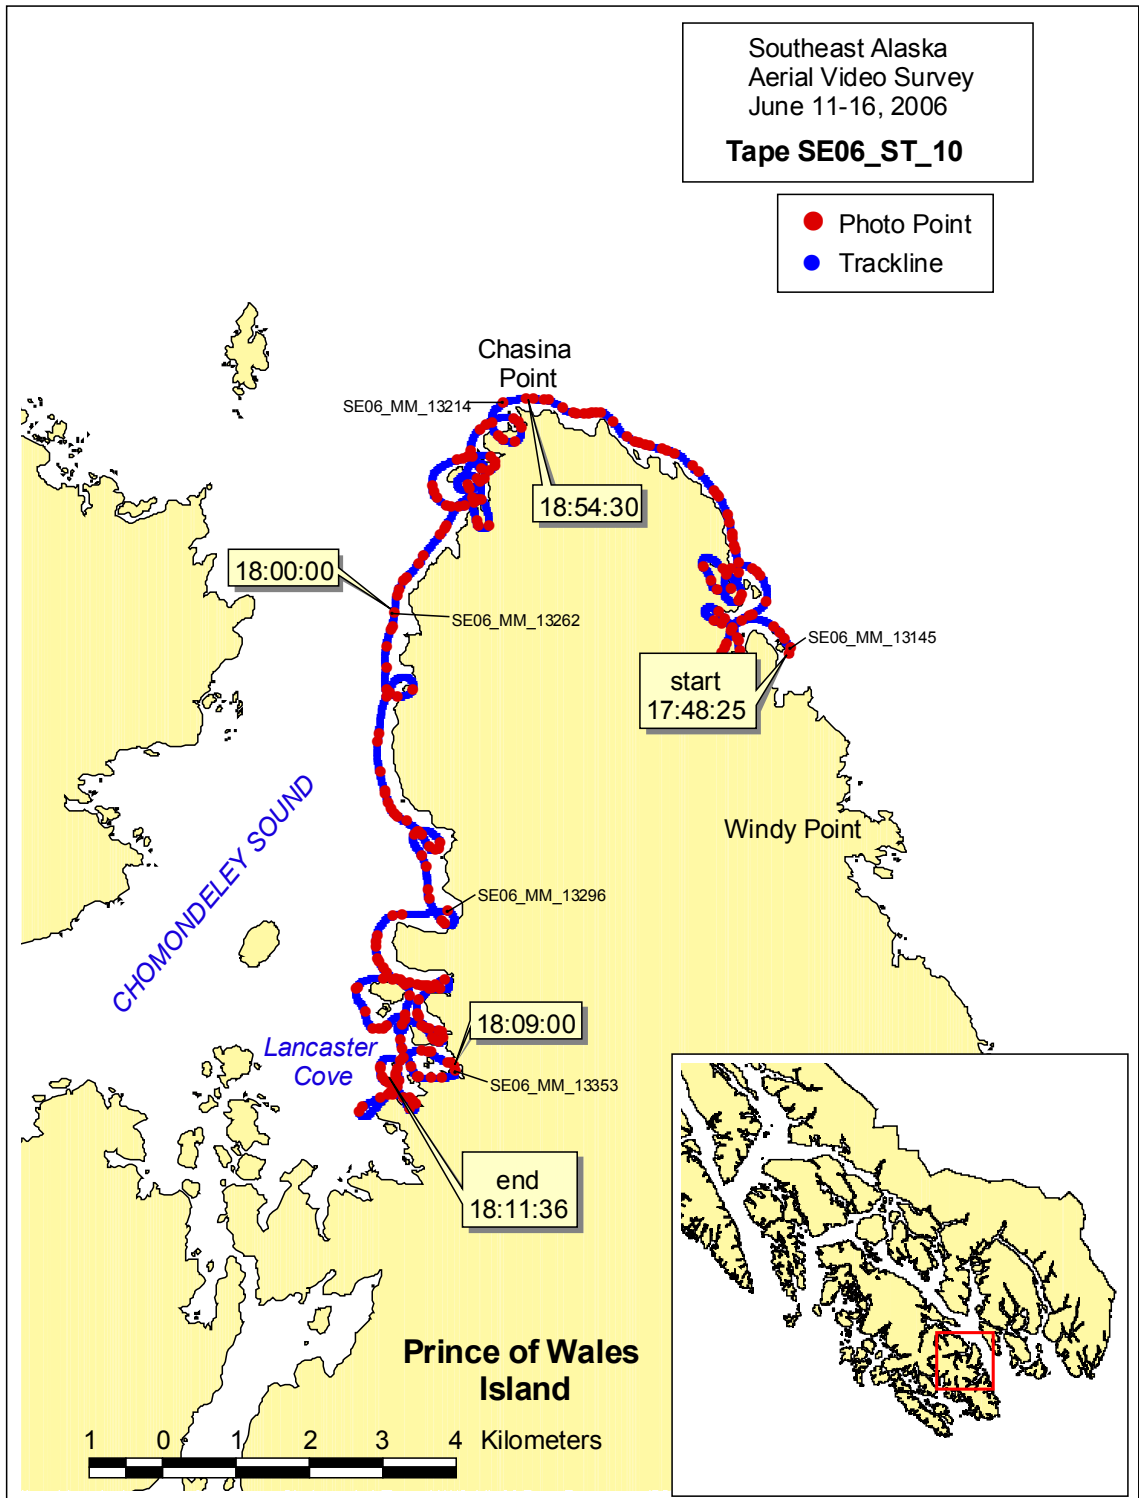 Southeast Alaska
Aerial Video Survey
June 11-16, 2006
Tape SE06_ST_10
Photo Point
Trackline
Chasina
Point
SE06_MM_13214
18:54:30
18:00:00
SE06_MM_13262
SE06_MM_13145
start
17:48:25
Windy Point
CHOMONDELEY SOUND
SE06_MM_13296
18:09:00
Lancaster
Cove
SE06_MM_13353
end
18:11:36
Prince of Wales
Island
1 0 1 2 3 4 Kilometers